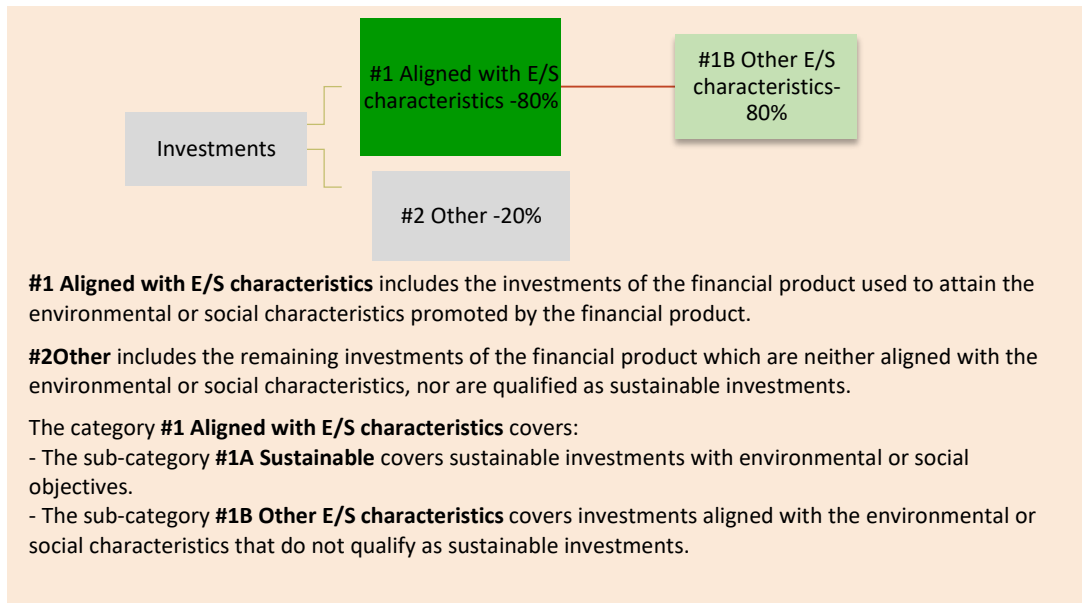 #1 Aligned with E/S
characteristics -80%
#1B Other E/S
characteristics-
80%
Investments
#2 Other -20%
#1 Aligned with E/S characteristics includes the investments of the financial product used to attain the
environmental or social characteristics promoted by the financial product.
#2Other includes the remaining investments of the financial product which are neither aligned with the
environmental or social characteristics, nor are qualified as sustainable investments.
The category #1 Aligned with E/S characteristics covers:
- The sub-category #1A Sustainable covers sustainable investments with environmental or social
objectives.
- The sub-category #1B Other E/S characteristics covers investments aligned with the environmental or
social characteristics that do not qualify as sustainable investments.